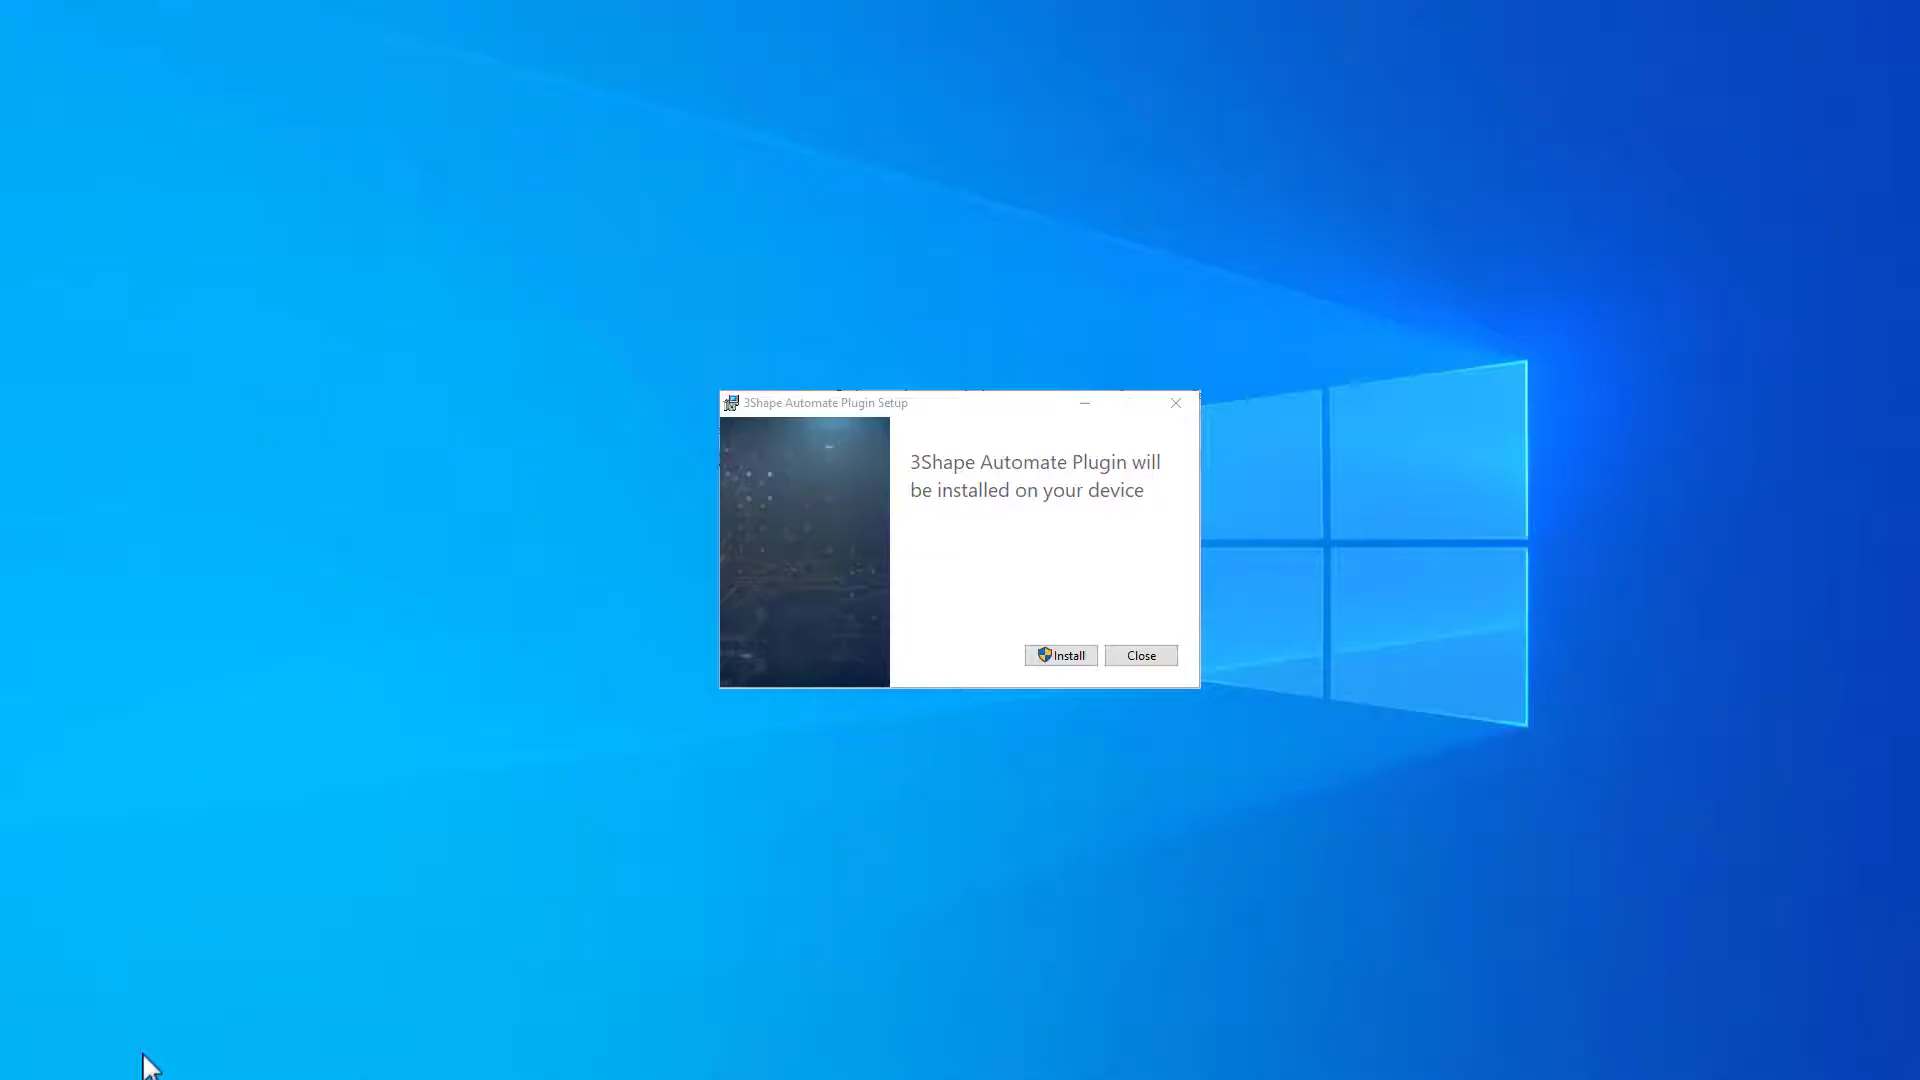 3Shape Automate Plugin Setup
3Shape Automate Plugin will
be installed on your device
Install
Close